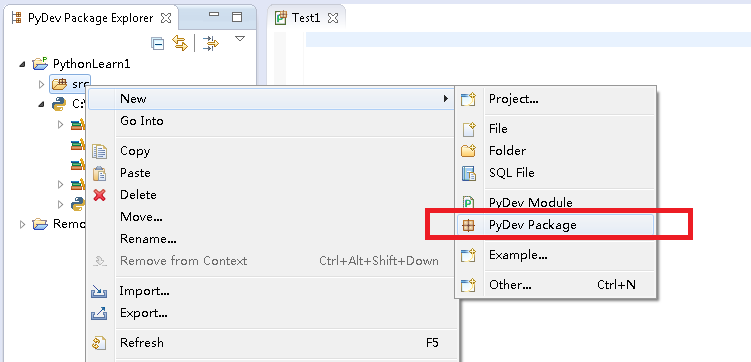 PyDev Package Explorer
Test1
PythonLearn1
src
C:
Remo
New
Go Into
Copy
Paste
Delete
Move...
Rename...
Remove from Context Ctrl+Alt+Shift+Down
Import...
Export...
Refresh F5
Project...
File
Folder
SQL File
PyDev Module
PyDev Package
Example...
Other... Ctrl+N